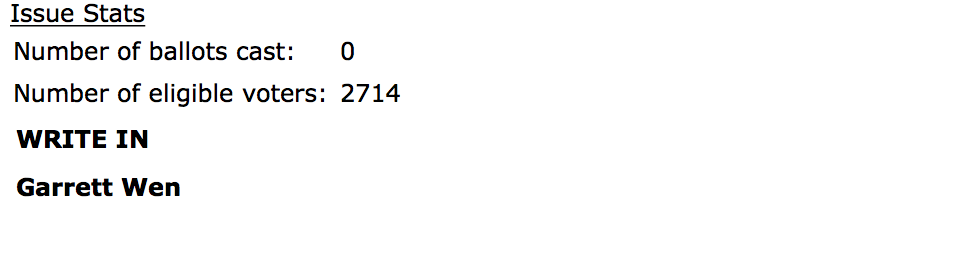 Issue Stats
Number of ballots cast: 0
Number of eligible voters: 2714
WRITE IN
Garrett Wen